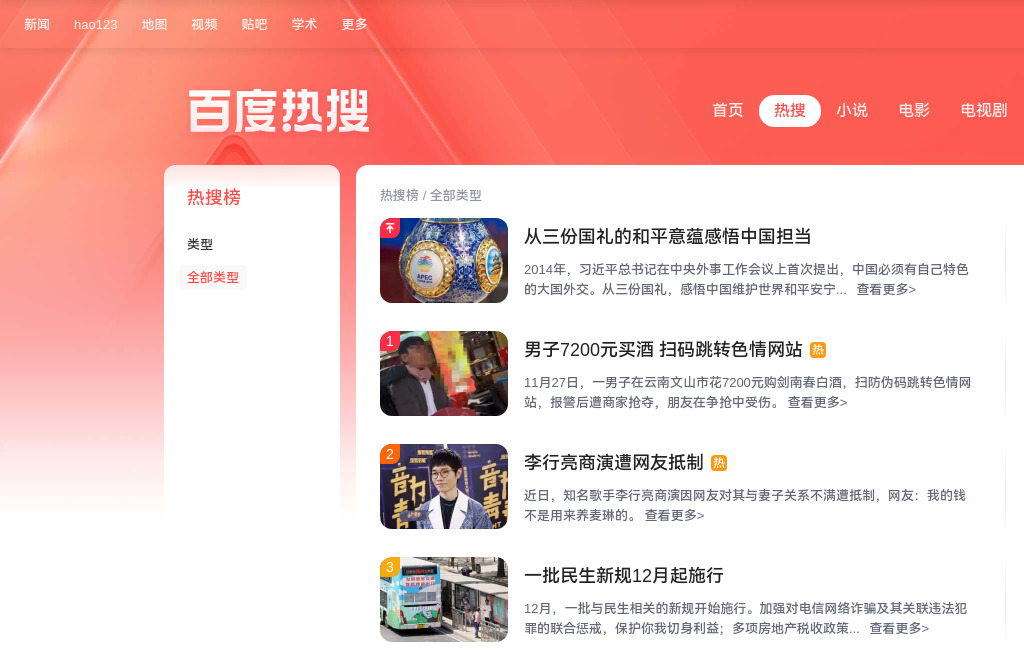 新闻 hao123 地图 视频 贴吧 学术 更多
百度热搜
首页 热搜 小说 电影 电视剧
热搜榜
类型
全部类型
热搜榜 / 全部类型
APEC
从三份国礼的和平意蕴感悟中国担当
2014年，习近平总书记在中央外事工作会议上首次提出，中国必须有自己特色
的大国外交。从三份国礼，感悟中国维护世界和平安宁... 查看更多>
1
男子7200元买酒 扫码跳转色情网站 热
11月27日，一男子在云南文山市花7200元购剑南春白酒，扫防伪码跳转色情网
站，报警后遭商家抢夺，朋友在争抢中受伤。 查看更多>
2
李行亮商演遭网友抵制 热
近日，知名歌手李行亮商演因网友对其与妻子关系不满遭抵制，网友：我的钱
不是用来养麦琳的。 查看更多>
3
一批民生新规12月起施行
12月，一批与民生相关的新规开始施行。加强对电信网络诈骗及其关联违法犯
罪的联合惩戒，保护你我切身利益；多项房地产税收政策... 查看更多>